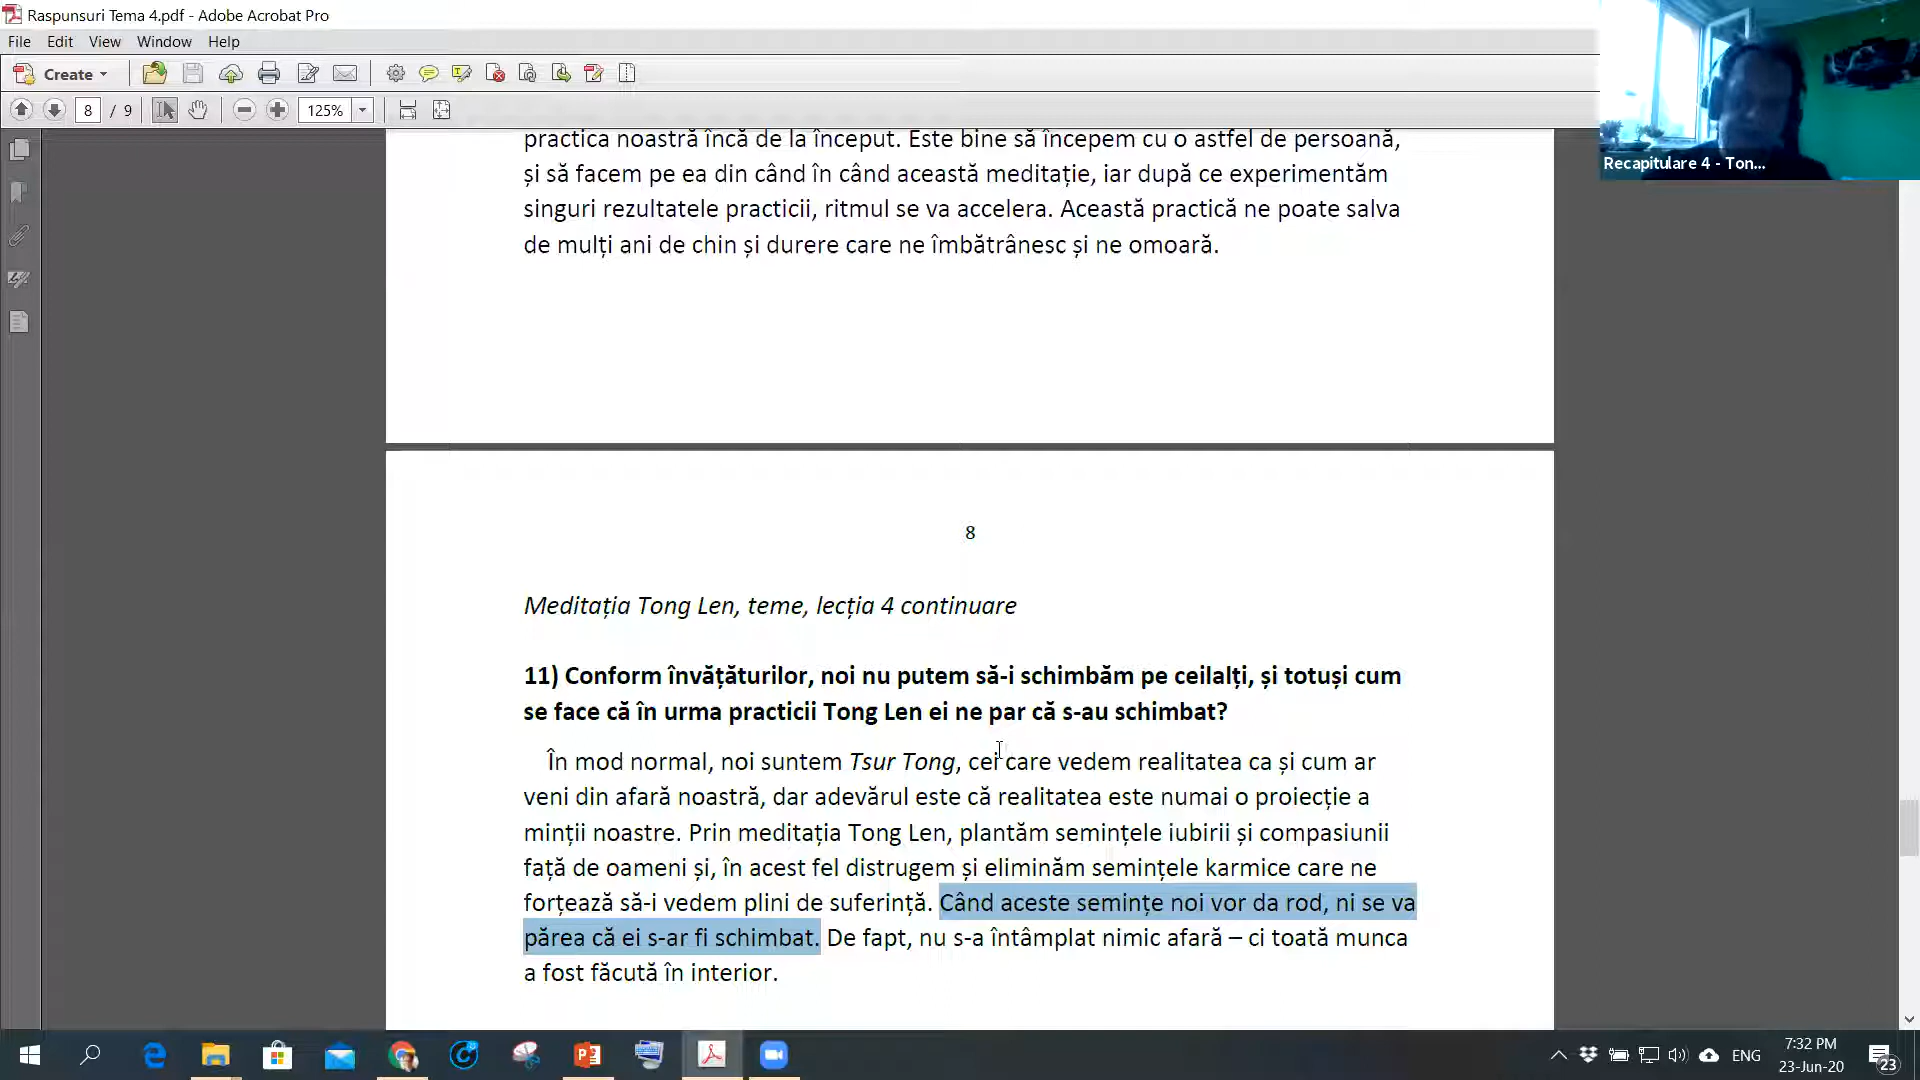 Raspunsuri Tema 4.pdf - Adobe Acrobat Pro
File Edit View Window Help
Create
8 / 9 125%
Recapitulare 4 - Ton...
practica noastră încă de la început. Este bine să începem cu o astfel de persoană,
și să facem pe ea din când în când această meditație, iar după ce experimentăm
singuri rezultatele practicii, ritmul se va accelera. Această practică ne poate salva
de mulți ani de chin și durere care ne îmbătrânesc și ne omoară.
8
Meditația Tong Len, teme, lecția 4 continuare
11) Conform învățăturilor, noi nu putem să-i schimbăm pe ceilalți, și totuși cum
se face că în urma practicii Tong Len ei ne par că s-au schimbat?
În mod normal, noi suntem Tsur Tong, cei care vedem realitatea ca și cum ar
veni din afară noastră, dar adevărul este că realitatea este numai o proiecție a
minții noastre. Prin meditația Tong Len, plantăm semințele iubirii și compasiunii
față de oameni și, în acest fel distrugem și eliminăm semințele karmice care ne
forțează să-i vedem plini de suferință. Când aceste semințe noi vor da rod, ni se va
părea că ei s-ar fi schimbat. De fapt, nu s-a întâmplat nimic afară – ci toată munca
a fost făcută în interior.
ENG
7:32 PM
23-Jun-20
23